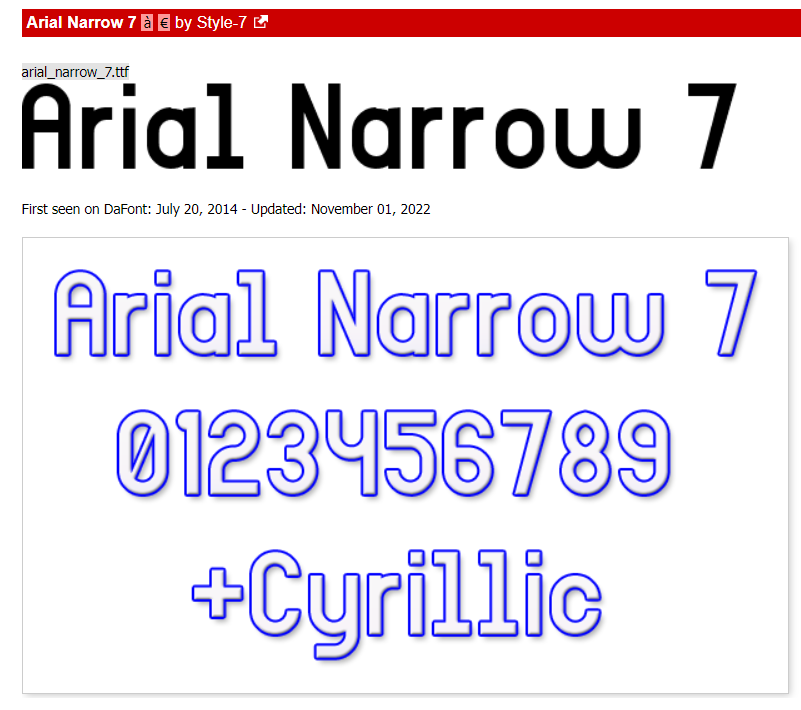 Arial Narrow 7 à € by Style-7
arial_narrow_7.ttf
Arial Narrow 7
First seen on DaFont: July 20, 2014 - Updated: November 01, 2022
Arial Narrow 7
0123456789
+Cyrillic